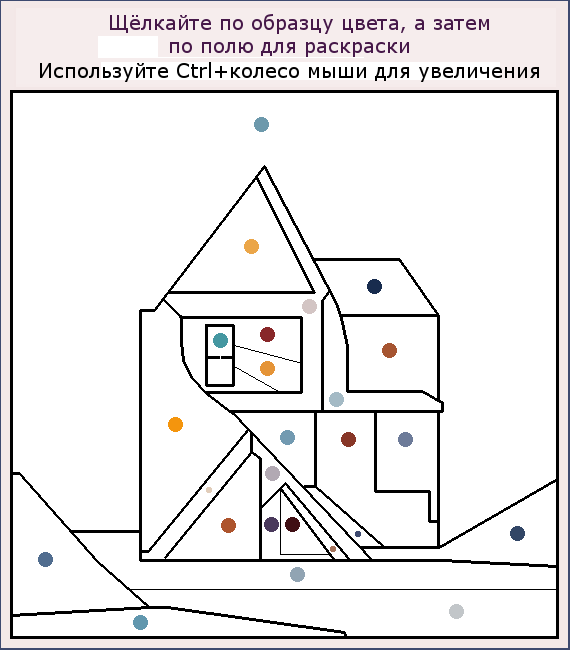 Щёлкайте по образцу цвета, а затем
по полю для раскраски
Используйте Ctrl+колесо мыши для увеличения